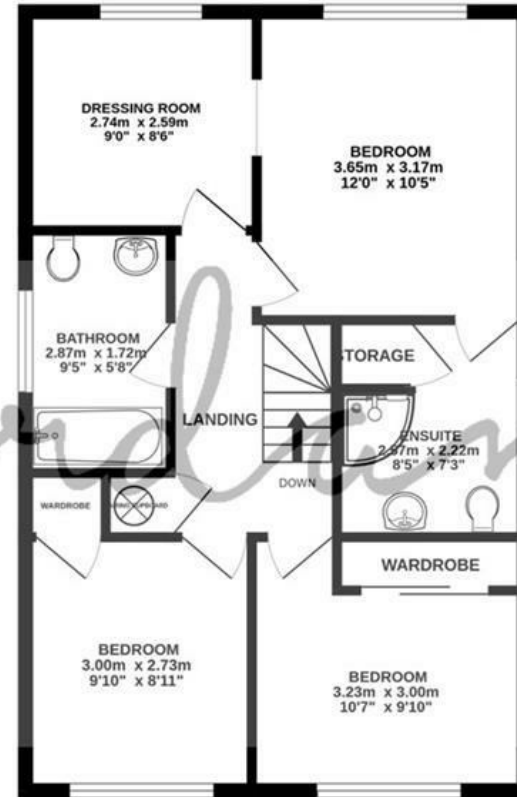 DRESSING ROOM
2.74m x 2.59m
9'0" x 8'6"
BEDROOM
3.65m x 3.17m
12'0" x 10'5"
BATHROOM
2.87m x 1.72m
9'5" x 5'8"
STORAGE
LANDING
ENSUITE
8'5" x 7'3"
DOWN
WARDROBE
WARDROBE
BEDROOM
3.00m x 2.73m
9'10" x 8'11"
BEDROOM
3.23m x 3.00m
10'7" x 9'10"